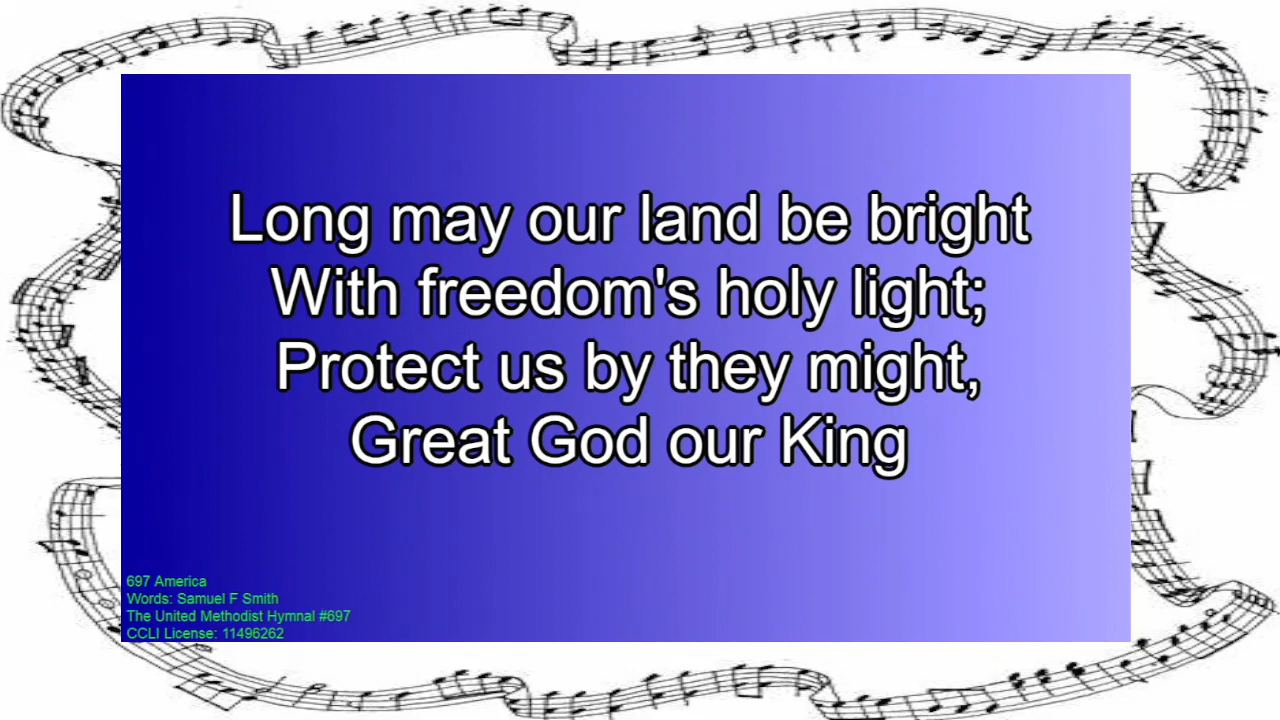 Long may our land be bright
With freedom's holy light;
Protect us by they might,
Great God our King
697 America
Words: Samuel F Smith
The United Methodist Hymnal #697
CCLI License: 11496262